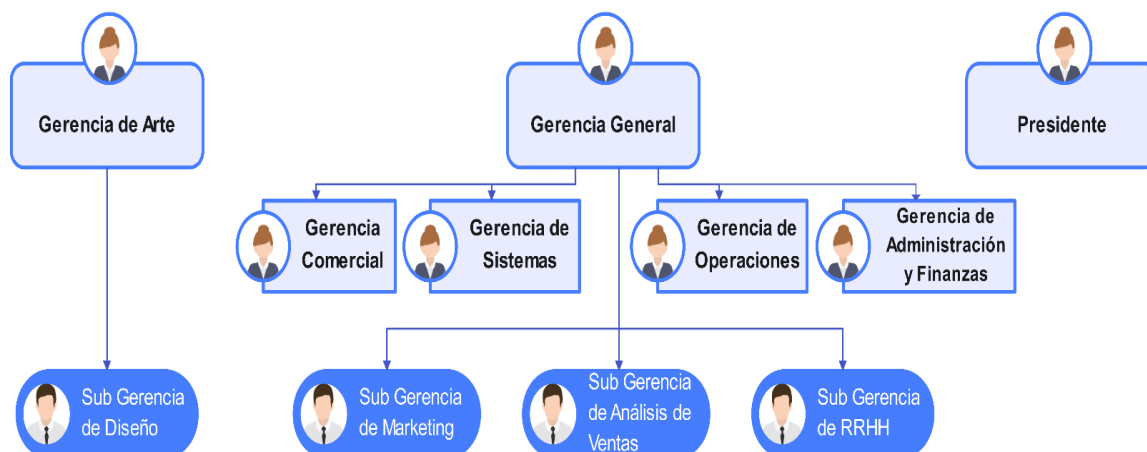 Gerencia de Arte
Gerencia General
Presidente
Gerencia
Comercial
Gerencia de
Sistemas
Gerencia de
Operaciones
Gerencia de
Administración
y Finanzas
Sub Gerencia
de Diseño
Sub Gerencia
de Marketing
Sub Gerencia
de Análisis de
Ventas
Sub Gerencia
de RRHH